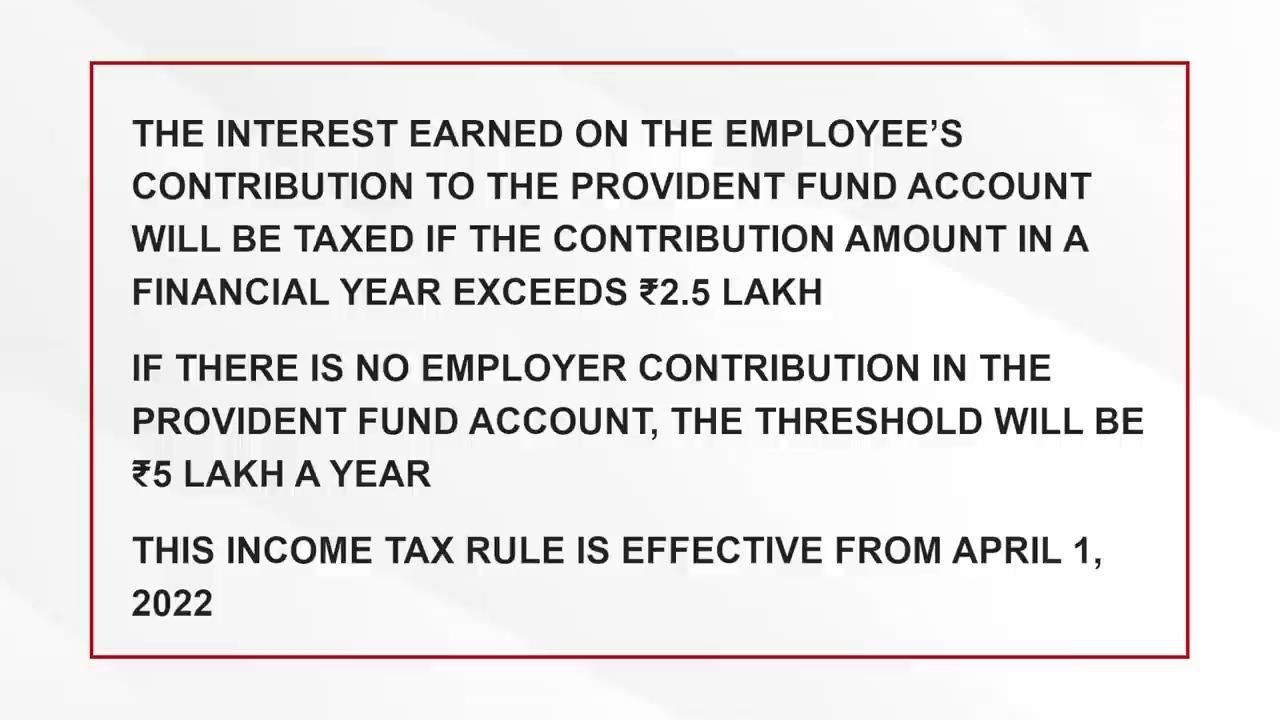 THE INTEREST EARNED ON THE EMPLOYEE’S
CONTRIBUTION TO THE PROVIDENT FUND ACCOUNT
WILL BE TAXED IF THE CONTRIBUTION AMOUNT IN A
FINANCIAL YEAR EXCEEDS ₹2.5 LAKH
IF THERE IS NO EMPLOYER CONTRIBUTION IN THE
PROVIDENT FUND ACCOUNT, THE THRESHOLD WILL BE
₹5 LAKH A YEAR
THIS INCOME TAX RULE IS EFFECTIVE FROM APRIL 1,
2022